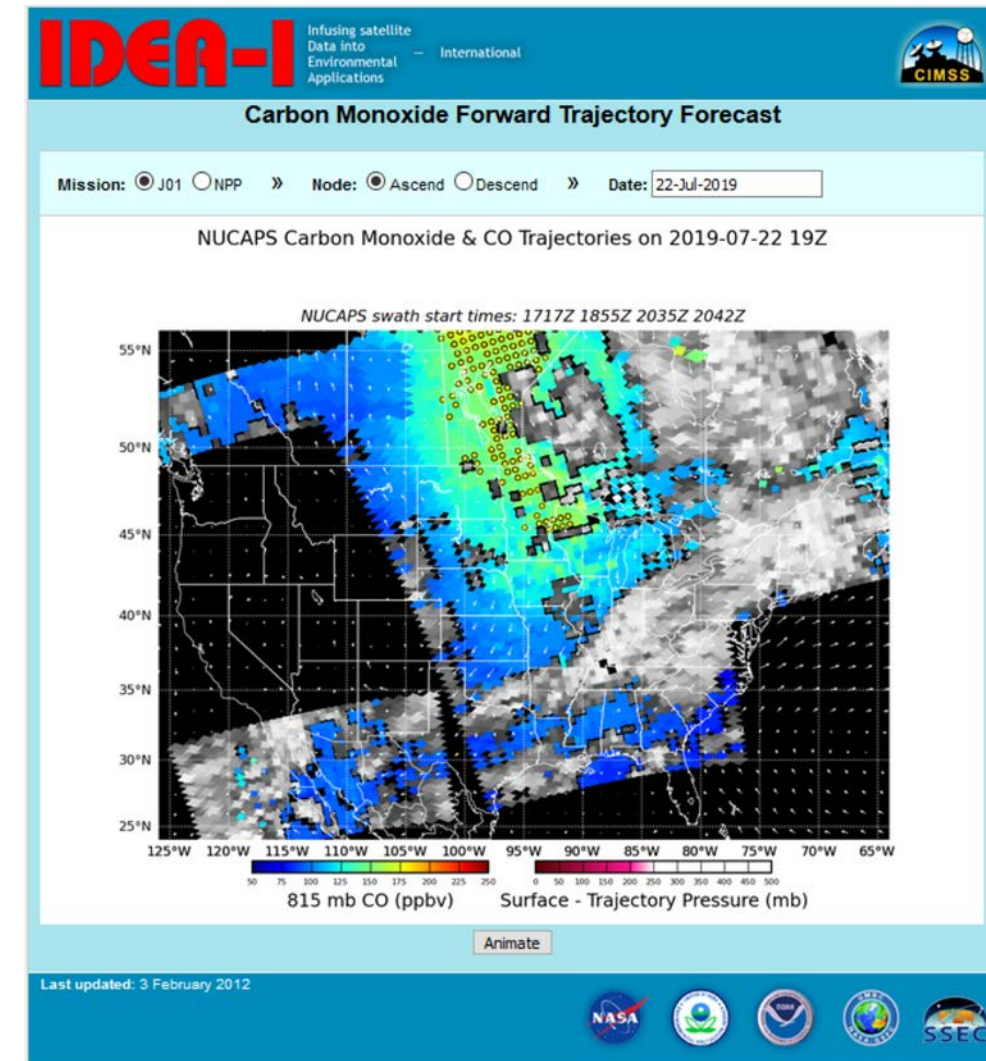 IDEA-I
Infusing satellite
Data into
Environmental
Applications
— International
CIMSS
Carbon Monoxide Forward Trajectory Forecast
Mission: J01 NPP » Node: Ascend Descend » Date: 22-Jul-2019
NUCAPS Carbon Monoxide & CO Trajectories on 2019-07-22 19Z
NUCAPS swath start times: 1717Z 1855Z 2035Z 2042Z
55°N
50°N
45°N
40°N
35°N
30°N
25°N
125°W 120°W 115°W 110°W 105°W 100°W 95°W 90°W 85°W 80°W 75°W 70°W 65°W
50 75 100 125 150 175 200 225 250
0 50 100 150 200 250 300 350 400 450 500
815 mb CO (ppbv)
Surface - Trajectory Pressure (mb)
Animate
Last updated: 3 February 2012
NASA
SSEC